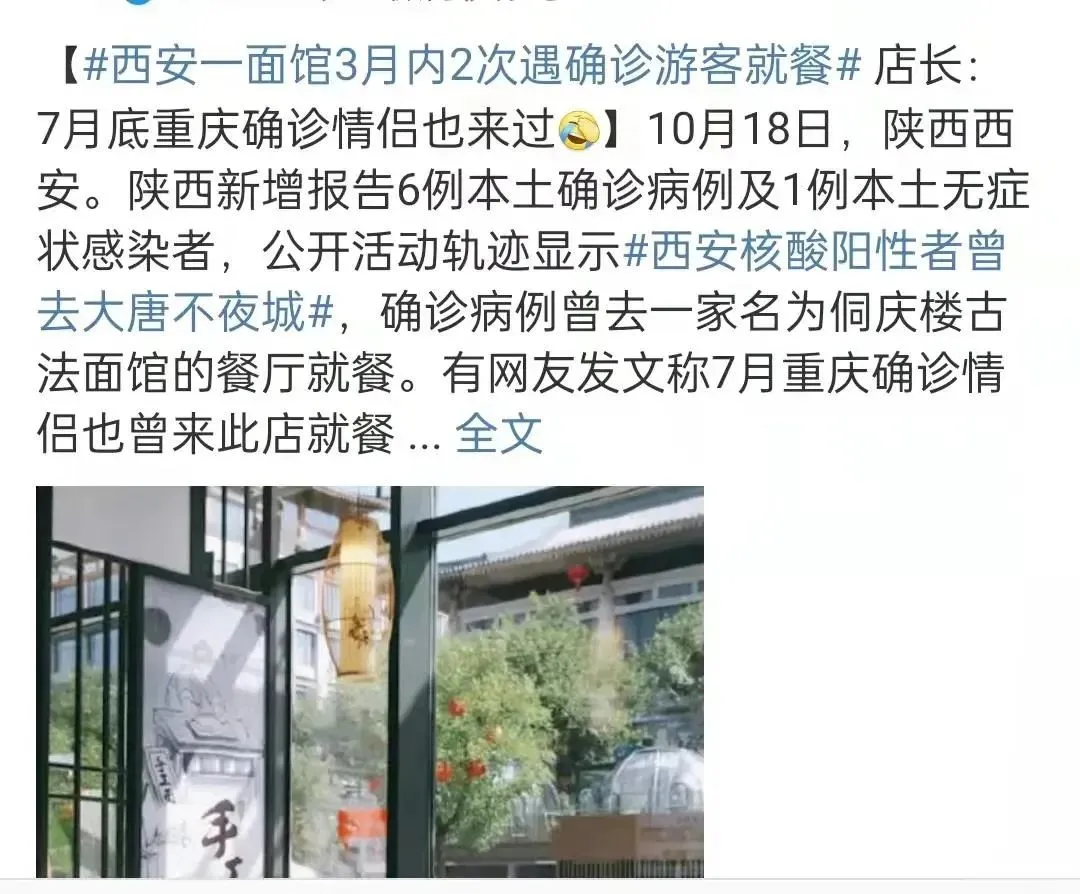 【#西安一面馆3月内2次遇确诊游客就餐# 店长：
7月底重庆确诊情侣也来过🤣】10月18日，陕西西
安。陕西新增报告6例本土确诊病例及1例本土无症
状感染者，公开活动轨迹显示#西安核酸阳性者曾
去大唐不夜城#，确诊病例曾去一家名为侗庆楼古
法面馆的餐厅就餐。有网友发文称7月重庆确诊情
侣也曾来此店就餐 ... 全文
手